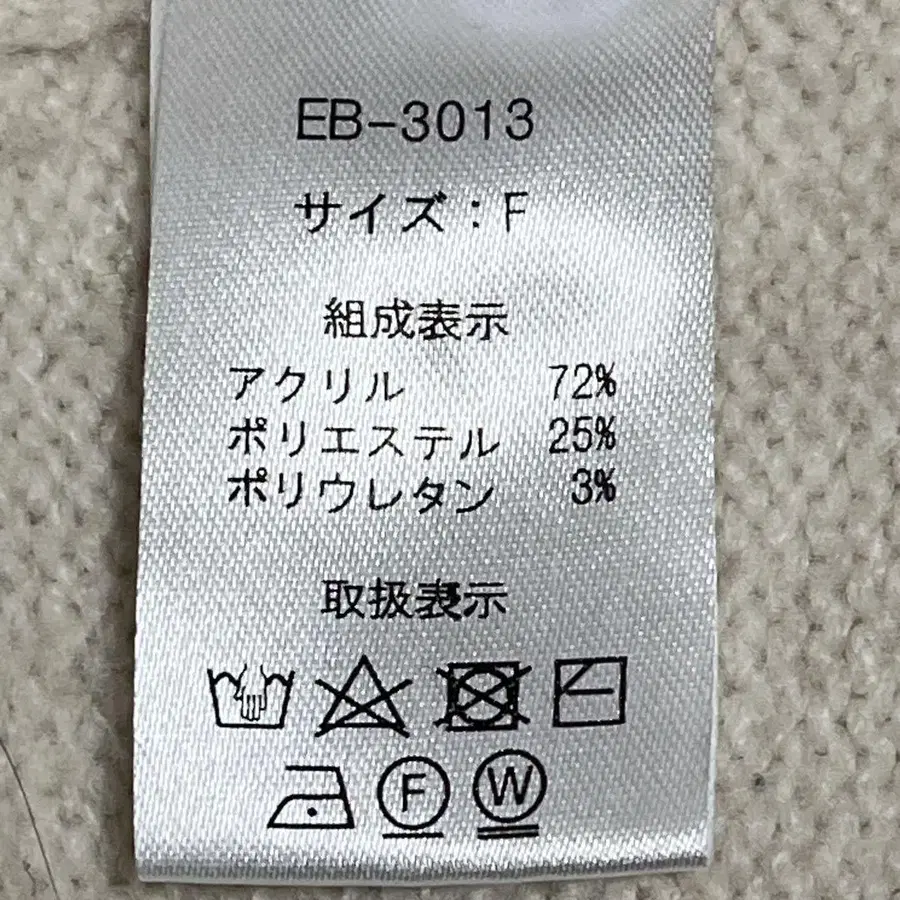 EB-3013
サイズ：F
組成表示
アクリル 72%
ポリエステル 25%
ポリウレタン 3%
取扱表示
F W